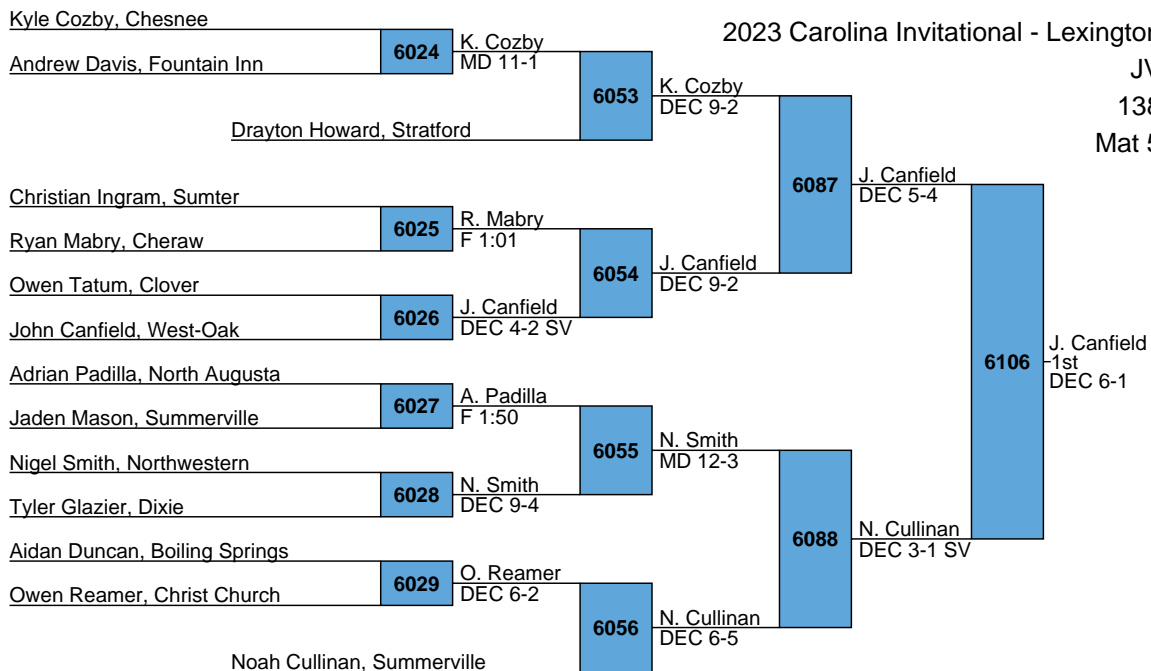 Kyle Cozby, Chesnee
6024
K. Cozby
MD 11-1
2023 Carolina Invitational - Lexington
JV
138
Mat 5
Andrew Davis, Fountain Inn
6053
K. Cozby
DEC 9-2
Drayton Howard, Stratford
6087
J. Canfield
DEC 5-4
Christian Ingram, Sumter
6025
R. Mabry
F 1:01
Ryan Mabry, Cheraw
6054
J. Canfield
DEC 9-2
Owen Tatum, Clover
6026
J. Canfield
DEC 4-2 SV
John Canfield, West-Oak
6106
J. Canfield
1st
DEC 6-1
Adrian Padilla, North Augusta
6027
A. Padilla
F 1:50
Jaden Mason, Summerville
6055
N. Smith
MD 12-3
Nigel Smith, Northwestern
6028
N. Smith
DEC 9-4
Tyler Glazier, Dixie
6088
N. Cullinan
DEC 3-1 SV
Aidan Duncan, Boiling Springs
6029
O. Reamer
DEC 6-2
Owen Reamer, Christ Church
6056
N. Cullinan
DEC 6-5
Noah Cullinan, Summerville